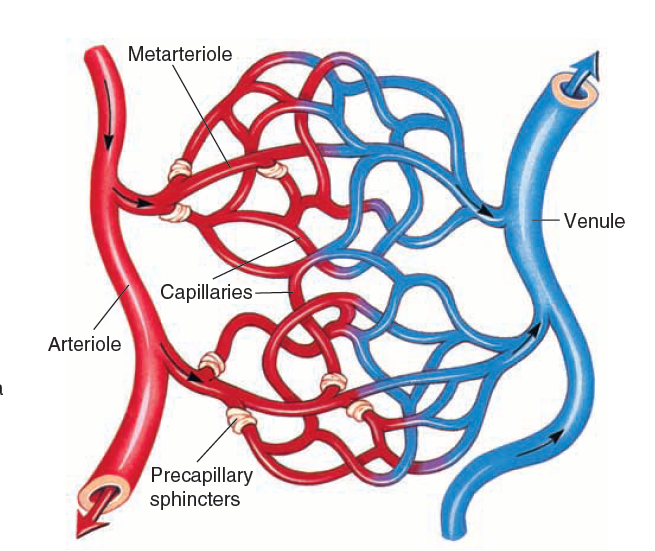 Metarteriole
Venule
Capillaries
Arteriole
Precapillary
sphincters